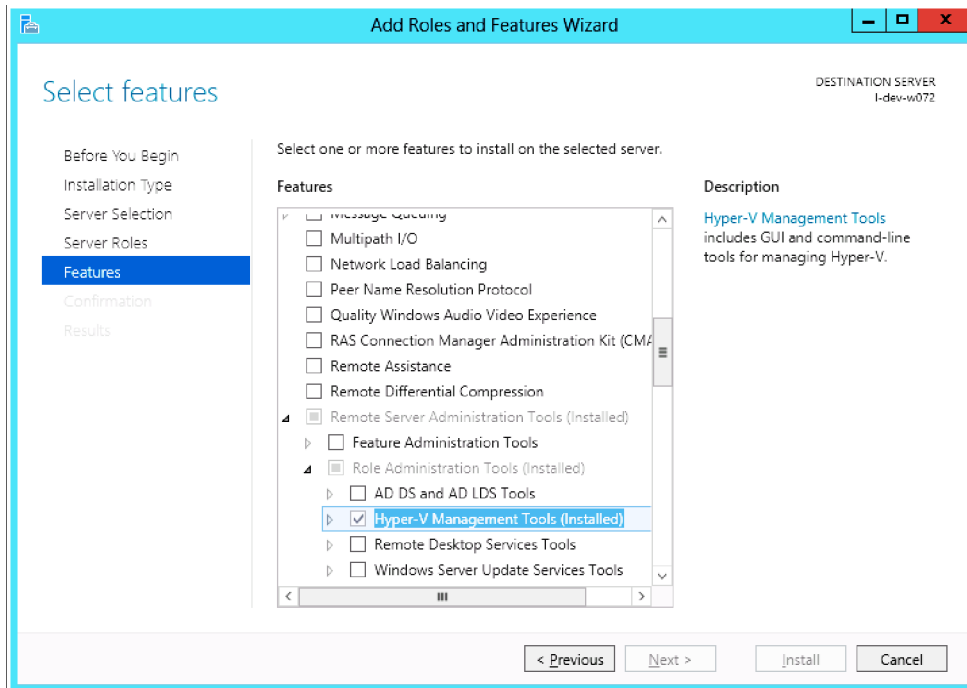 Add Roles and Features Wizard
Select features
DESTINATION SERVER
l-dev-w072
Before You Begin
Installation Type
Server Selection
Server Roles
Features
Confirmation
Results
Select one or more features to install on the selected server.
Features
Message Queuing
Multipath I/O
Network Load Balancing
Peer Name Resolution Protocol
Quality Windows Audio Video Experience
RAS Connection Manager Administration Kit (CMA
Remote Assistance
Remote Differential Compression
Remote Server Administration Tools (Installed)
Feature Administration Tools
Role Administration Tools (Installed)
AD DS and AD LDS Tools
Hyper-V Management Tools (Installed)
Remote Desktop Services Tools
Windows Server Update Services Tools
Description
Hyper-V Management Tools
includes GUI and command-line
tools for managing Hyper-V.
< Previous
Next >
Install
Cancel